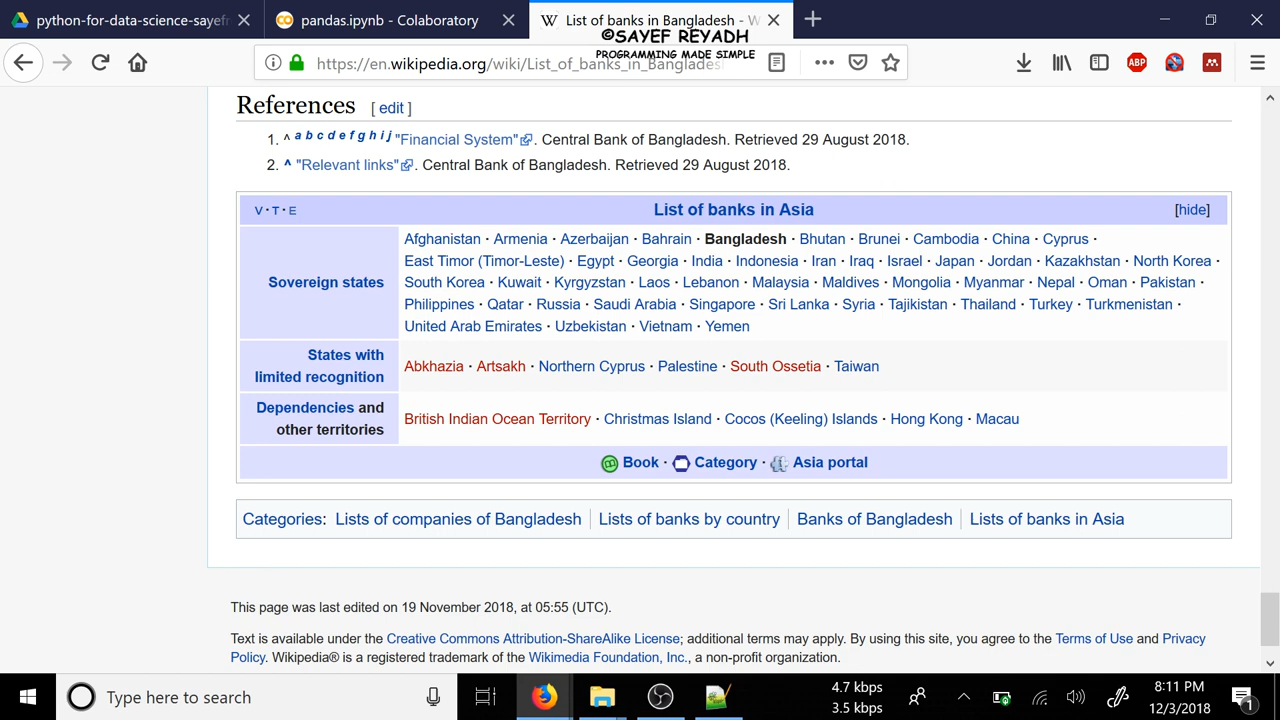 python-for-data-science-sayefr
pandas.ipynb - Colaboratory
List of banks in Bangladesh - W
©SAYEF REYADH
PROGRAMMING MADE SIMPLE
https://en.wikipedia.org/wiki/List_of_banks_in_Banglades
ABP
References [ edit ]
1. ^ a b c d e f g h i j "Financial System". Central Bank of Bangladesh. Retrieved 29 August 2018.
2. ^ "Relevant links". Central Bank of Bangladesh. Retrieved 29 August 2018.
V · T · E List of banks in Asia [hide]
Sovereign states
Afghanistan · Armenia · Azerbaijan · Bahrain · Bangladesh · Bhutan · Brunei · Cambodia · China · Cyprus ·
East Timor (Timor-Leste) · Egypt · Georgia · India · Indonesia · Iran · Iraq · Israel · Japan · Jordan · Kazakhstan · North Korea ·
South Korea · Kuwait · Kyrgyzstan · Laos · Lebanon · Malaysia · Maldives · Mongolia · Myanmar · Nepal · Oman · Pakistan ·
Philippines · Qatar · Russia · Saudi Arabia · Singapore · Sri Lanka · Syria · Tajikistan · Thailand · Turkey · Turkmenistan ·
United Arab Emirates · Uzbekistan · Vietnam · Yemen
States with
limited recognition
Abkhazia · Artsakh · Northern Cyprus · Palestine · South Ossetia · Taiwan
Dependencies and
other territories
British Indian Ocean Territory · Christmas Island · Cocos (Keeling) Islands · Hong Kong · Macau
Book · Category · Asia portal
Categories: Lists of companies of Bangladesh | Lists of banks by country | Banks of Bangladesh | Lists of banks in Asia
This page was last edited on 19 November 2018, at 05:55 (UTC).
Text is available under the Creative Commons Attribution-ShareAlike License; additional terms may apply. By using this site, you agree to the Terms of Use and Privacy
Policy. Wikipedia® is a registered trademark of the Wikimedia Foundation, Inc., a non-profit organization.
Type here to search
4.7 kbps
3.5 kbps
8:11 PM
12/3/2018
1